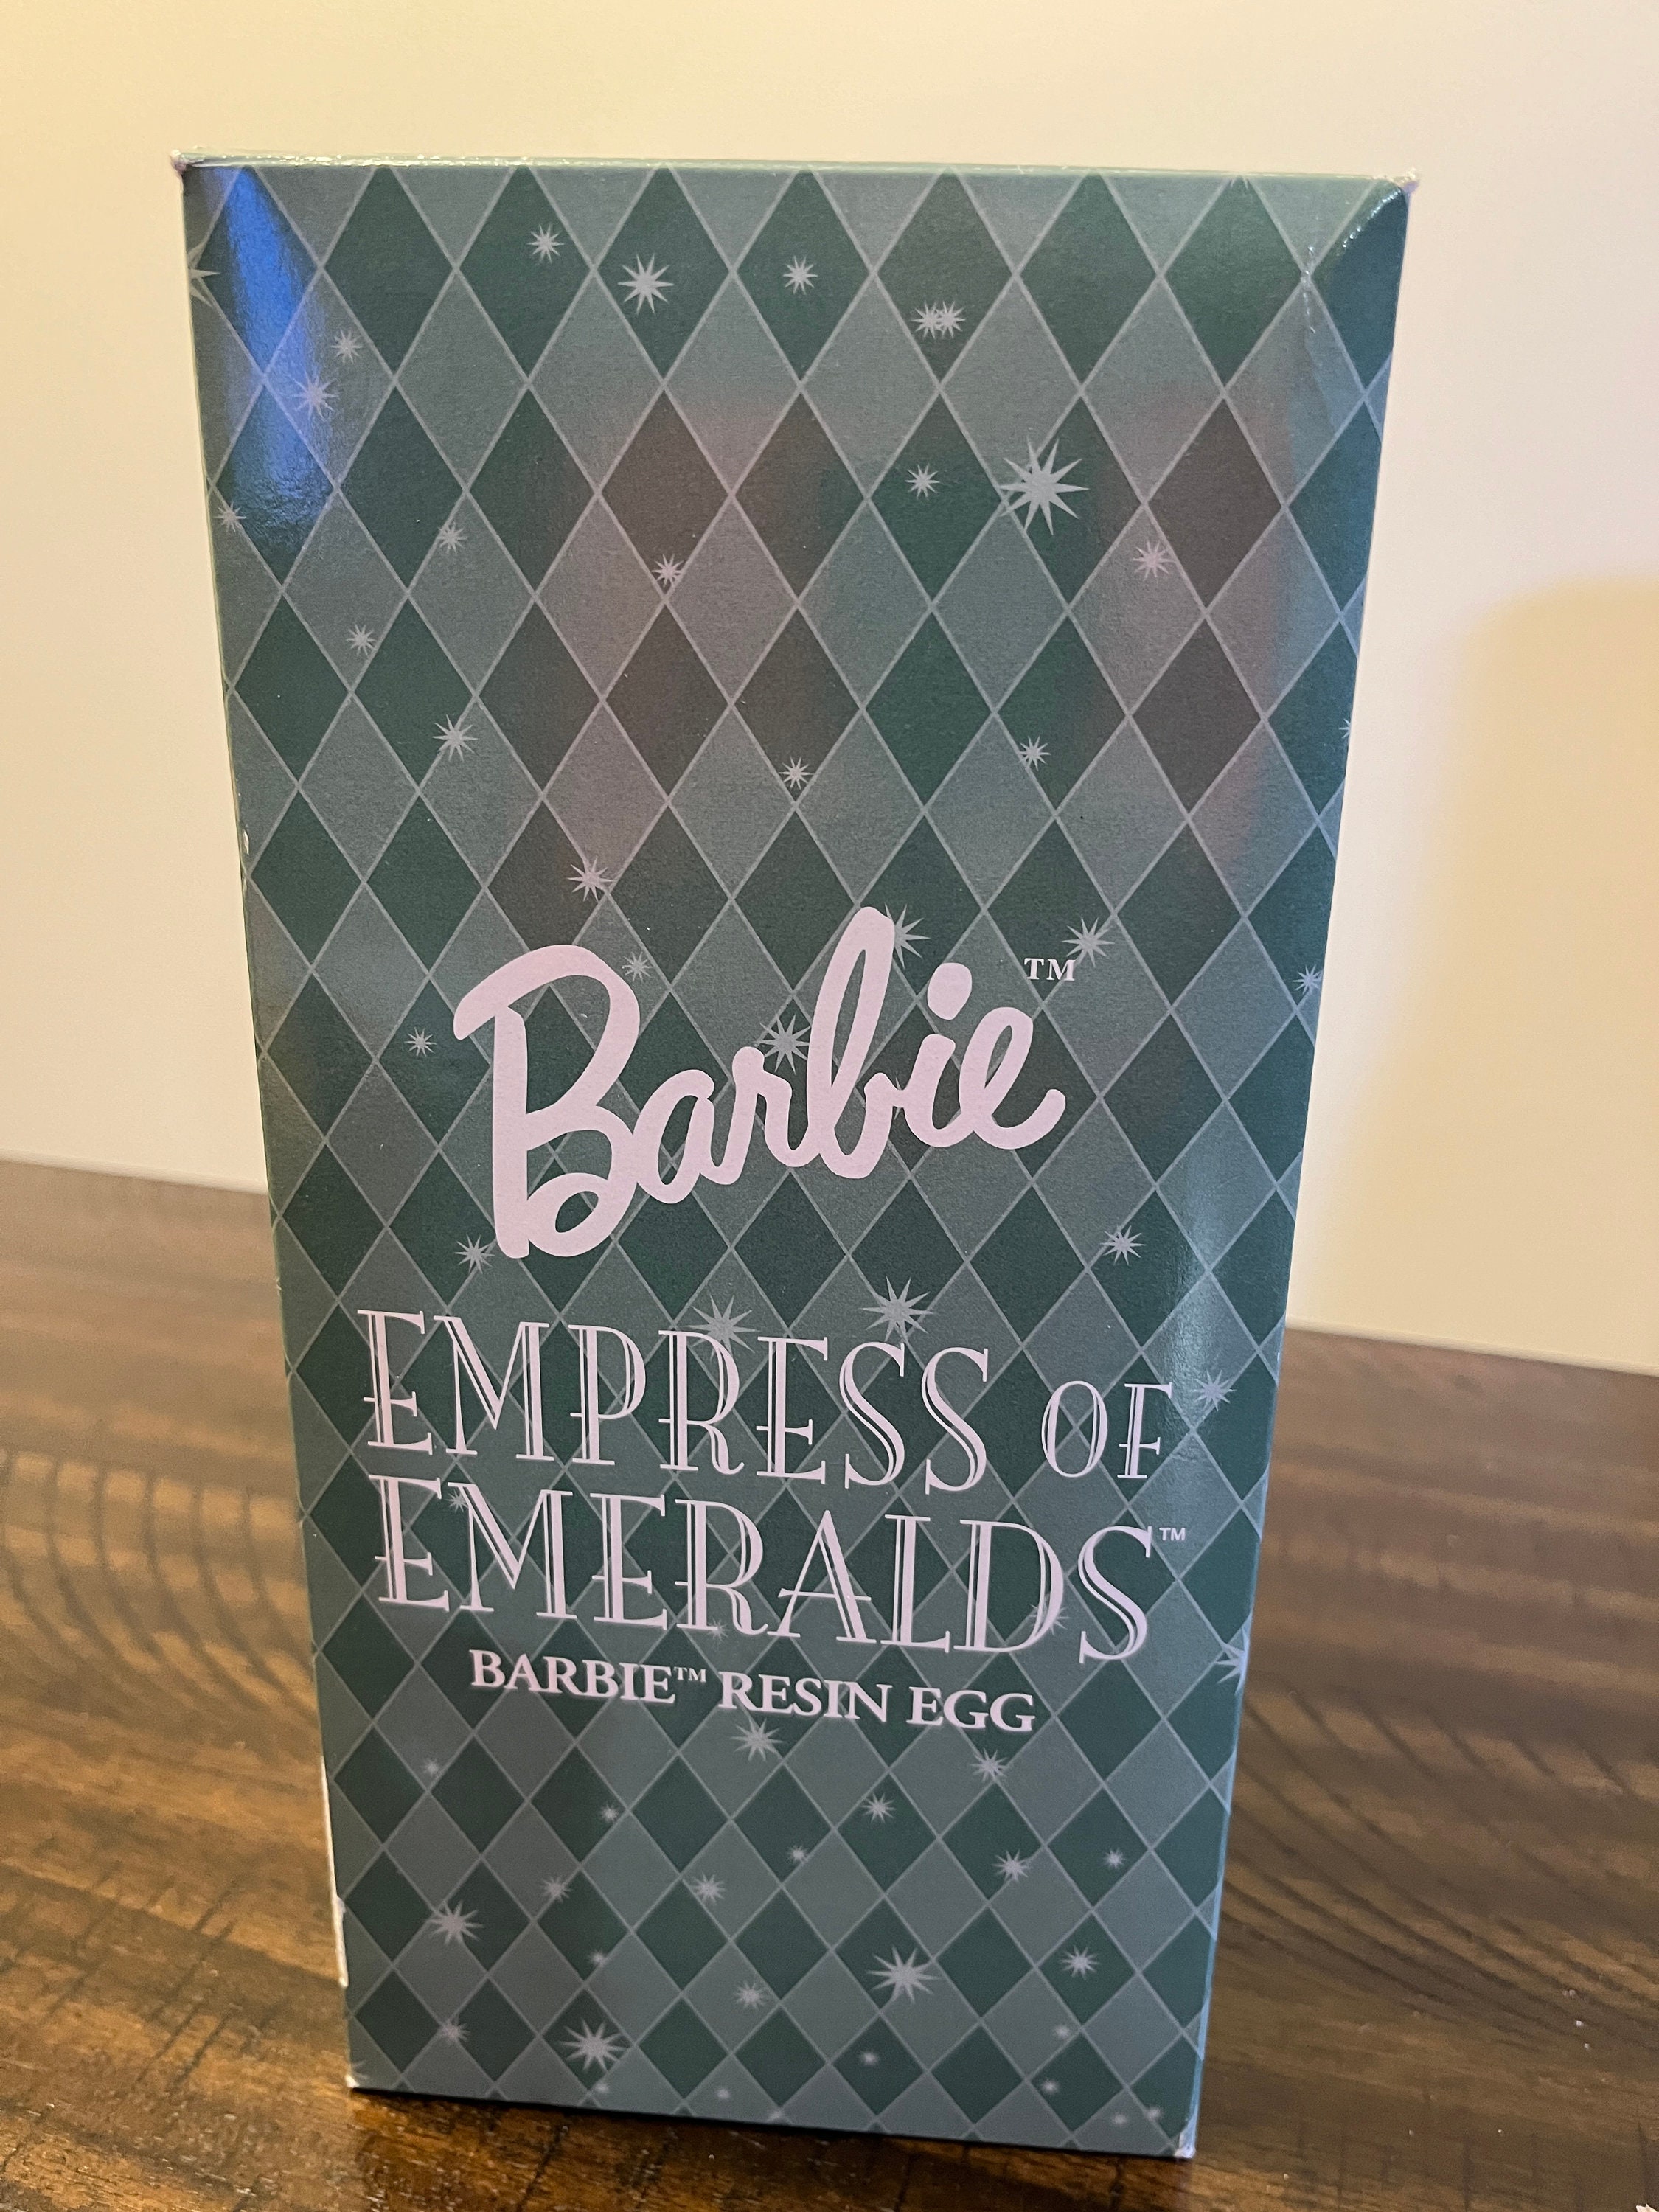 Barbie™
EMPRESS OF
EMERALDS™
BARBIE™ RESIN EGG